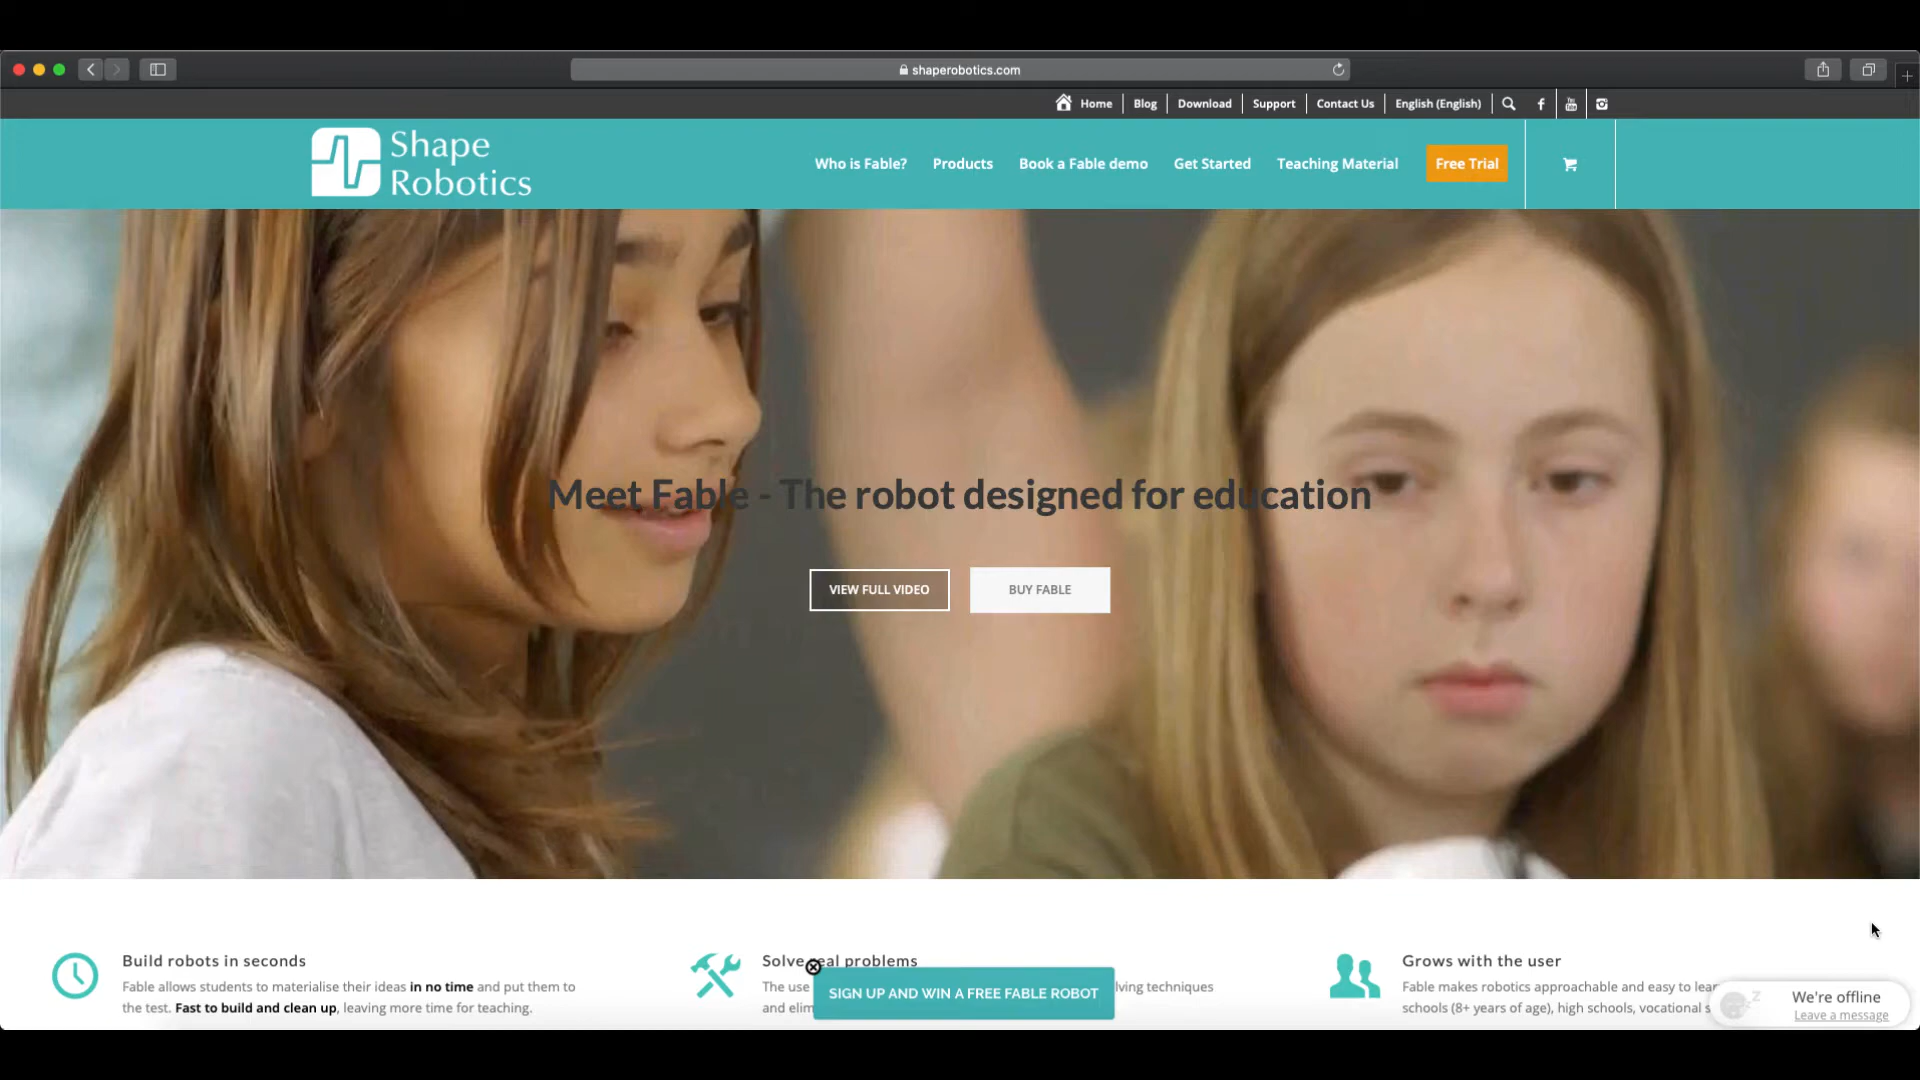 shaperobotics.com
Home Blog Download Support Contact Us English (English)
Shape
Robotics
Who is Fable? Products Book a Fable demo Get Started Teaching Material Free Trial
Meet Fable - The robot designed for education
VIEW FULL VIDEO BUY FABLE
Build robots in seconds
Fable allows students to materialise their ideas in no time and put them to
the test. Fast to build and clean up, leaving more time for teaching.
Solve real problems
The use
and
SIGN UP AND WIN A FREE FABLE ROBOT
techniques
Grows with the user
Fable makes robotics approachable and easy to
schools (8+ years of age), high schools, vocational
We're offline
Leave a message